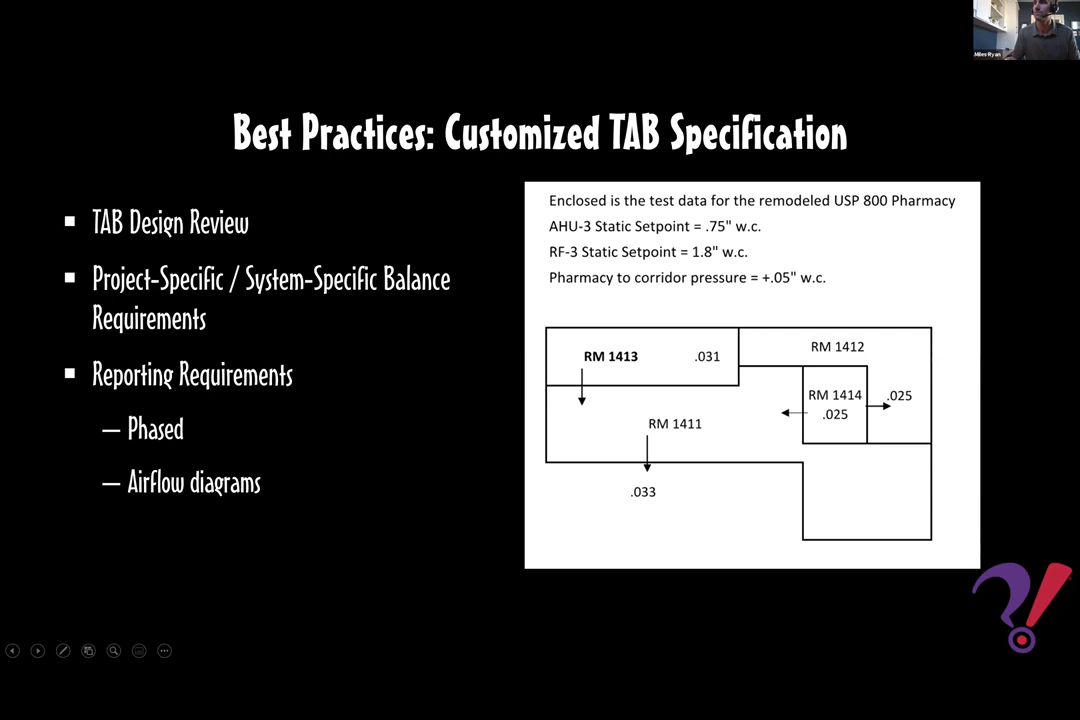 Miles Ryan
Best Practices: Customized TAB Specification
▪ TAB Design Review
▪ Project-Specific / System-Specific Balance
Requirements
▪ Reporting Requirements
– Phased
– Airflow diagrams
Enclosed is the test data for the remodeled USP 800 Pharmacy
AHU-3 Static Setpoint = .75" w.c.
RF-3 Static Setpoint = 1.8" w.c.
Pharmacy to corridor pressure = +.05" w.c.
RM 1413 .031
RM 1412
RM 1414
.025
.025
RM 1411
.033
?!